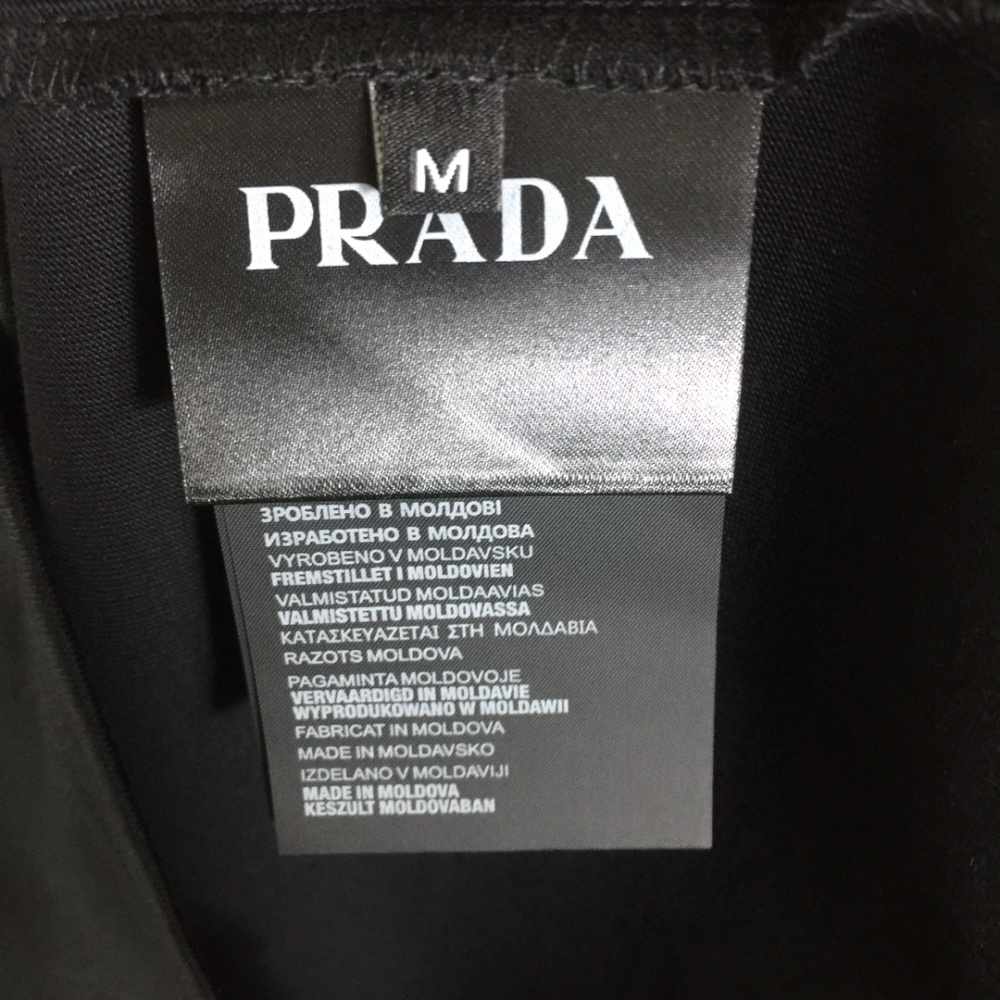 M
PRADA
ЗРОБЛЕНО В МОЛДОВІ
ИЗРАБОТЕНО В МОЛДОВА
VYROBENO V MOLDAVSKU
FREMSTILLET I MOLDOVIEN
VALMISTATUD MOLDAAVIAS
VALMISTETTU MOLDOVASSA
ΚΑΤΑΣΚΕΥΑΖΕΤΑΙ ΣΤΗ ΜΟΛΔΑΒΙΑ
RAZOTS MOLDOVA
PAGAMINTA MOLDOVOJE
VERVAARDIGD IN MOLDAVIE
WYPRODUKOWANO W MOLDAWII
FABRICAT IN MOLDOVA
MADE IN MOLDAVSKO
IZDELANO V MOLDAVIJI
MADE IN MOLDOVA
KESZULT MOLDOVABAN